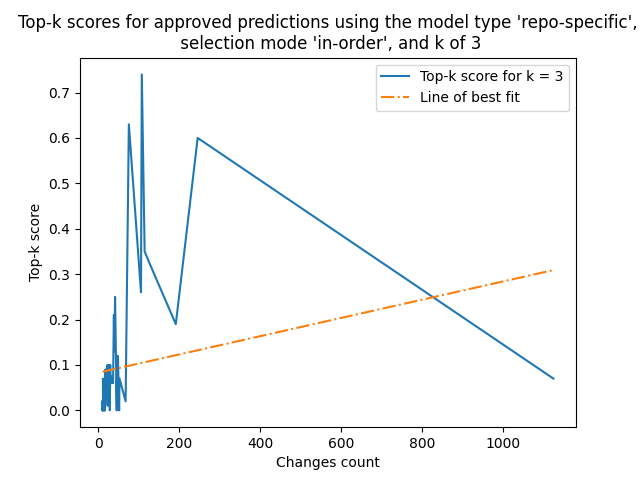 Top-k scores for approved predictions using the model type 'repo-specific',
selection mode 'in-order', and k of 3
Top-k score for k = 3
Line of best fit
0.7
0.6
0.5
0.4
0.3
0.2
0.1
0.0
Top-k score
0
200
400
600
800
1000
Changes count